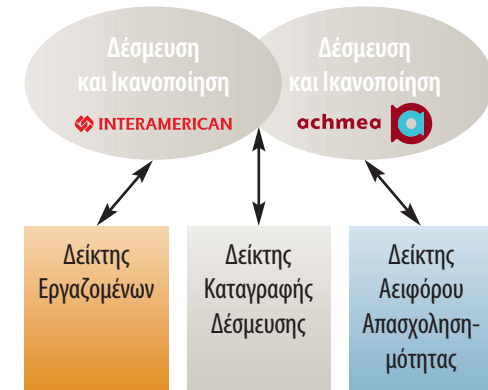 Δέσμευση
και Ικανοποίηση
INTERAMERICAN
Δέσμευση
και Ικανοποίηση
achmea
Δείκτης
Εργαζομένων
Δείκτης
Καταγραφής
Δέσμευσης
Δείκτης
Αειφόρου
Απασχοληση-
μότητας